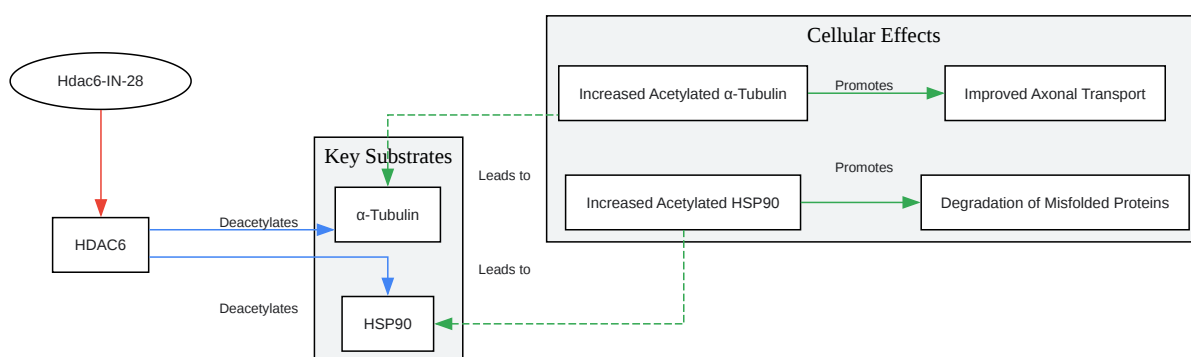 Cellular Effects
Hdac6-IN-28
Increased Acetylated α-Tubulin
Promotes
Improved Axonal Transport
Key Substrates
Leads to
Promotes
α-Tubulin
Increased Acetylated HSP90
Degradation of Misfolded Proteins
Deacetylates
HDAC6
Leads to
Deacetylates
HSP90